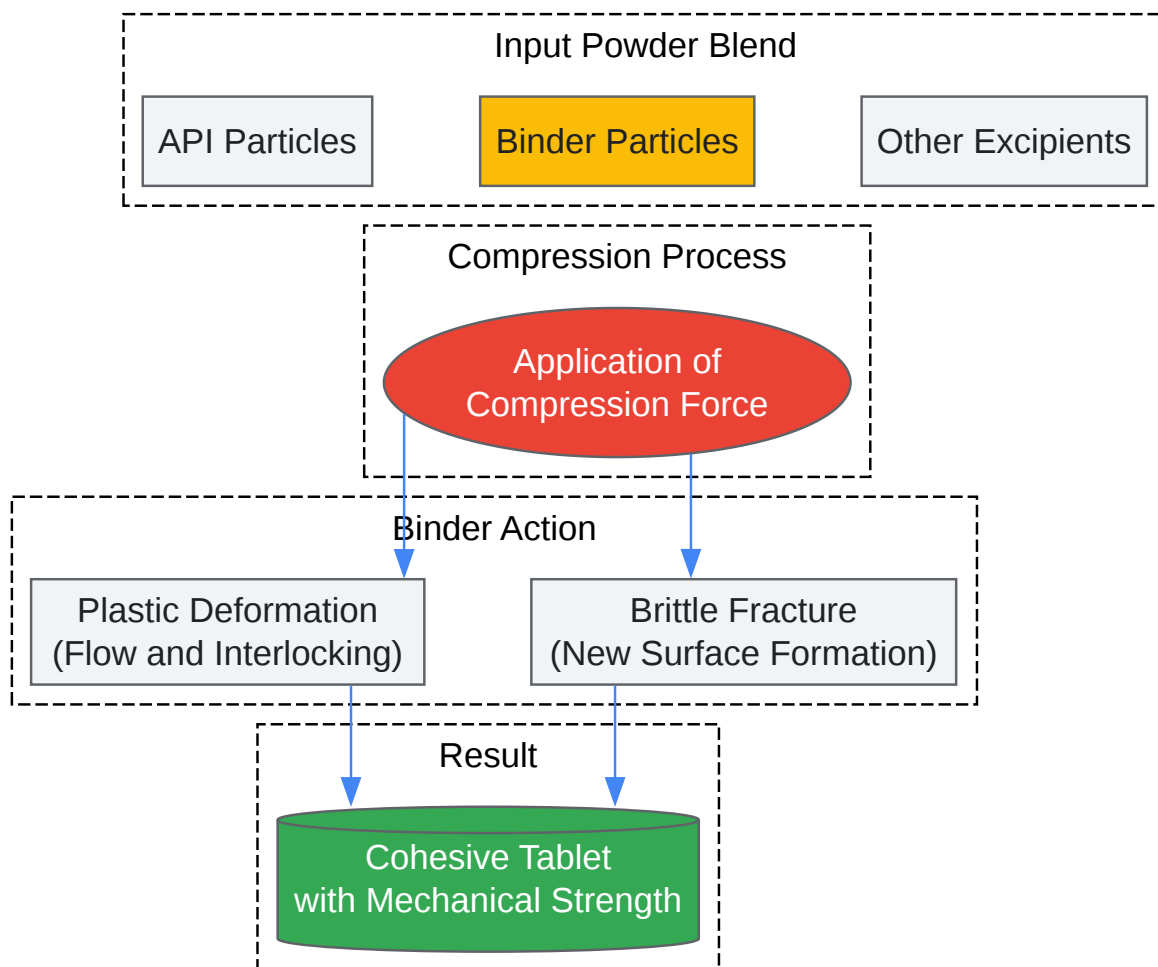 Input Powder Blend
API Particles
Binder Particles
Other Excipients
Compression Process
Application of
Compression Force
Binder Action
Plastic Deformation
(Flow and Interlocking)
Brittle Fracture
(New Surface Formation)
Result
Cohesive Tablet
with Mechanical Strength